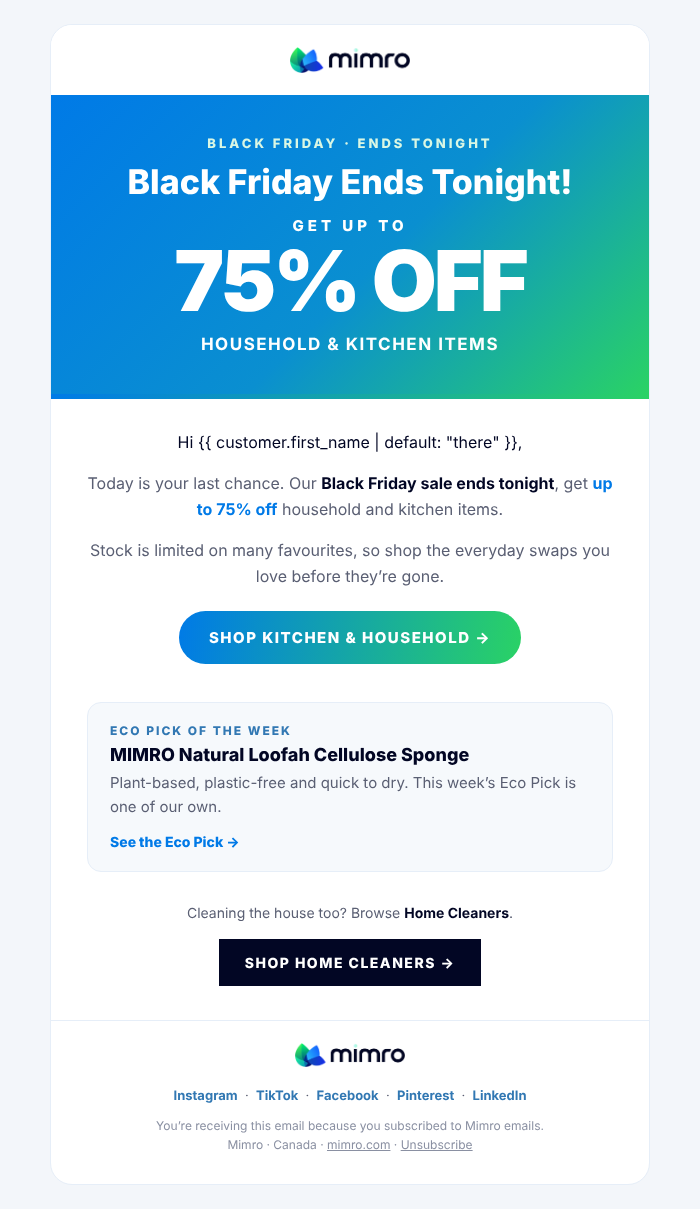 mimro
BLACK FRIDAY · ENDS TONIGHT
Black Friday Ends Tonight!
GET UP TO
75% OFF
HOUSEHOLD & KITCHEN ITEMS
Hi {{ customer.first_name | default: "there" }},
Today is your last chance. Our Black Friday sale ends tonight, get up
to 75% off household and kitchen items.
Stock is limited on many favourites, so shop the everyday swaps you
love before they’re gone.
SHOP KITCHEN & HOUSEHOLD →
ECO PICK OF THE WEEK
MIMRO Natural Loofah Cellulose Sponge
Plant-based, plastic-free and quick to dry. This week’s Eco Pick is
one of our own.
See the Eco Pick →
Cleaning the house too? Browse Home Cleaners.
SHOP HOME CLEANERS →
mimro
Instagram · TikTok · Facebook · Pinterest · LinkedIn
You’re receiving this email because you subscribed to Mimro emails.
Mimro · Canada · mimro.com · Unsubscribe